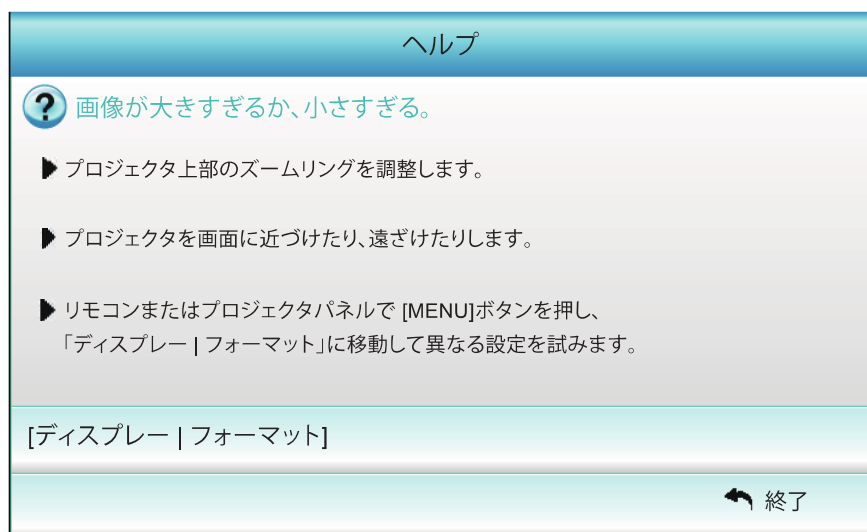 ヘルプ
? 画像が大きすぎるか、小さすぎる。
プロジェクタ上部のズームリングを調整します。
プロジェクタを画面に近づけたり、遠ざけたりします。
リモコンまたはプロジェクタパネルで [MENU]ボタンを押し、
「ディスプレー | フォーマット」に移動して異なる設定を試みます。
[ディスプレー | フォーマット]
終了